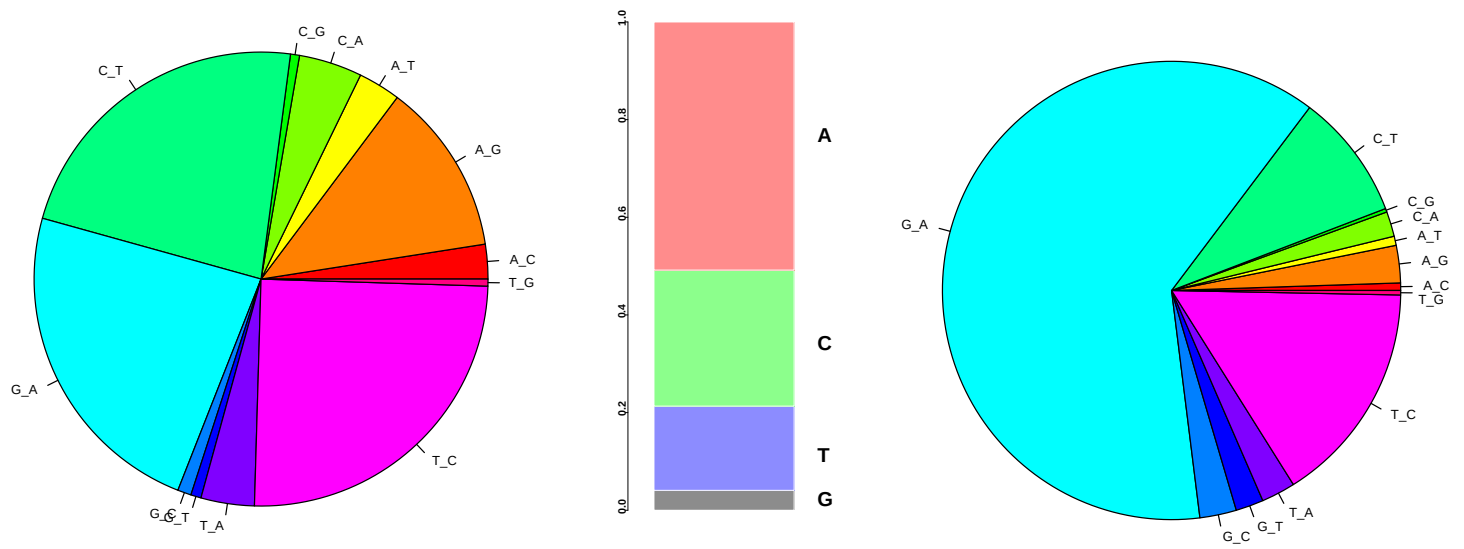 C_G
C_A
A_T
C_T
A_G
A_C
T_G
G_A
T_C
G_C
G_T
T_A
1.0
0.8
0.6
0.4
0.2
0.0
A
C
T
G
C_T
C_G
C_A
A_T
A_G
A_C
T_G
G_A
T_C
T_A
G_T
G_C